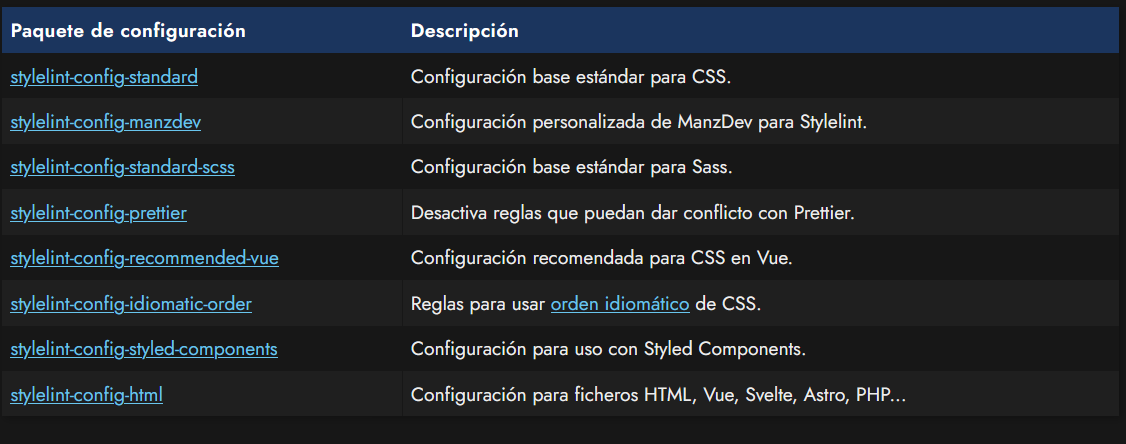 Paquete de configuración Descripción
stylelint-config-standard Configuración base estándar para CSS.
stylelint-config-manzdev Configuración personalizada de ManzDev para Stylelint.
stylelint-config-standard-scss Configuración base estándar para Sass.
stylelint-config-prettier Desactiva reglas que puedan dar conflicto con Prettier.
stylelint-config-recommended-vue Configuración recomendada para CSS en Vue.
stylelint-config-idiomatic-order Reglas para usar orden idiomático de CSS.
stylelint-config-styled-components Configuración para uso con Styled Components.
stylelint-config-html Configuración para ficheros HTML, Vue, Svelte, Astro, PHP...